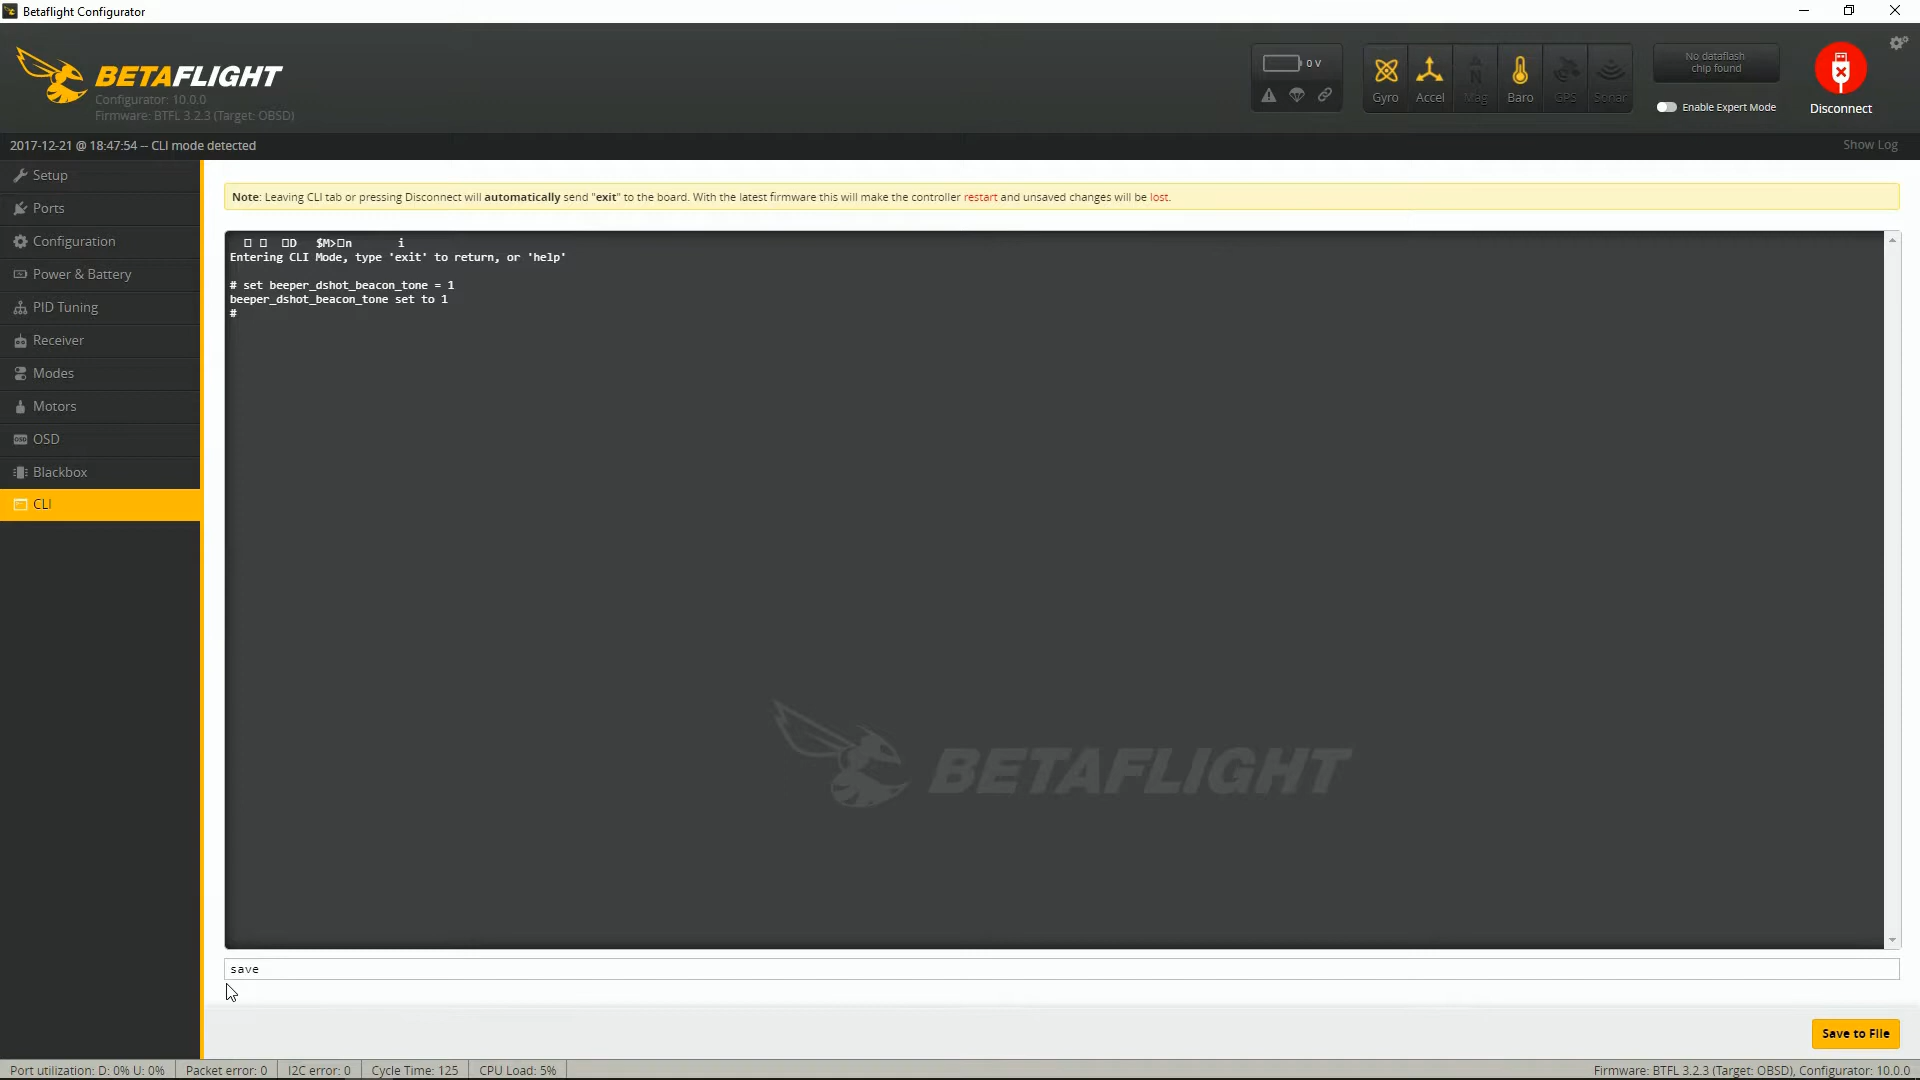 Betaflight Configurator
BETAFLIGHT
Configurator: 10.0.0
Firmware: BTFL 3.2.3 (Target: OBSD)
0 V
Gyro
Accel
Mag
Baro
GPS
Sonar
No dataflash
chip found
Enable Expert Mode
Disconnect
2017-12-21 @ 18:47:54 -- CLI mode detected
Show Log
Setup
Ports
Configuration
Power & Battery
PID Tuning
Receiver
Modes
Motors
OSD
Blackbox
CLI
Note: Leaving CLI tab or pressing Disconnect will automatically send "exit" to the board. With the latest firmware this will make the controller restart and unsaved changes will be lost.
□ □ □D $M>□n i
Entering CLI Mode, type 'exit' to return, or 'help'
# set beeper_dshot_beacon_tone = 1
beeper_dshot_beacon_tone set to 1
#
BETAFLIGHT
save
Save to File
Port utilization: D: 0% U: 0%
Packet error: 0
I2C error: 0
Cycle Time: 125
CPU Load: 5%
Firmware: BTFL 3.2.3 (Target: OBSD), Configurator: 10.0.0